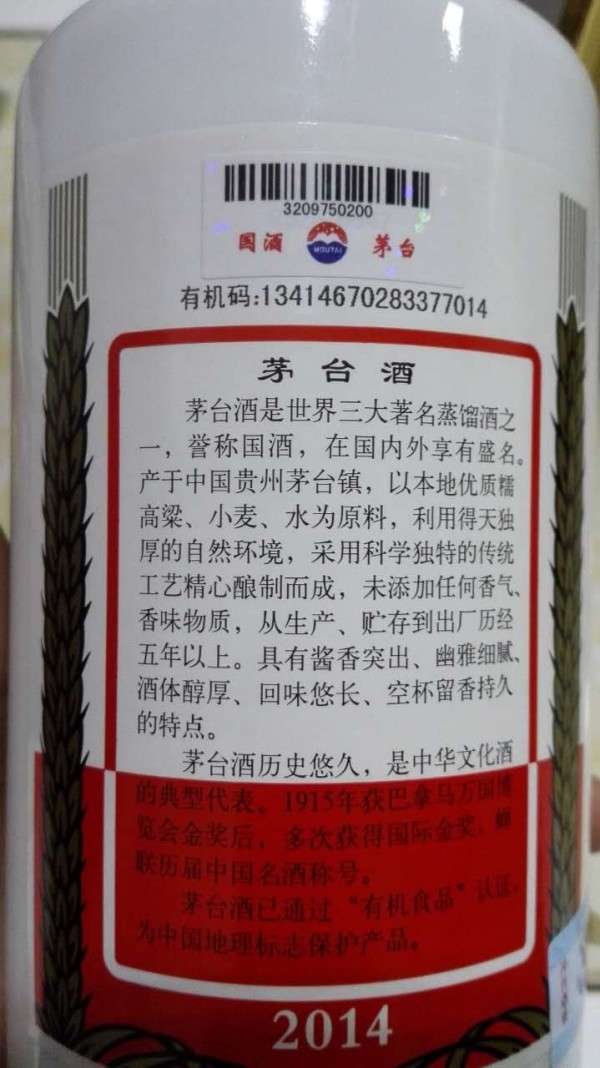 3209750200
国酒 MOUTAI 茅台
有机码:13414670283377014
茅台酒
茅台酒是世界三大著名蒸馏酒之
一，誉称国酒，在国内外享有盛名。
产于中国贵州茅台镇，以本地优质糯
高粱、小麦、水为原料，利用得天独
厚的自然环境，采用科学独特的传统
工艺精心酿制而成，未添加任何香气、
香味物质，从生产、贮存到出厂历经
五年以上。具有酱香突出、幽雅细腻、
酒体醇厚、回味悠长、空杯留香持久
的特点。
茅台酒历史悠久，是中华文化酒
的典型代表。1915年获巴拿马万国博
览会金奖后，多次获得国际金奖，蝉
联历届中国名酒称号。
茅台酒已通过“有机食品”认证，
为中国地理标志保护产品。
2014